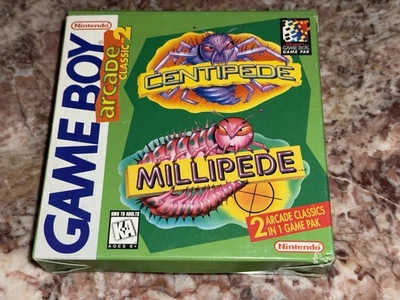 Nintendo
GAME BOY
arcade
CLASSIC 2
GAME BOY
GAME PAK
CENTIPEDE
MILLIPEDE
KIDS TO ADULTS
KA
AGES 6+
2 ARCADE CLASSICS
IN 1 GAME PAK
Nintendo